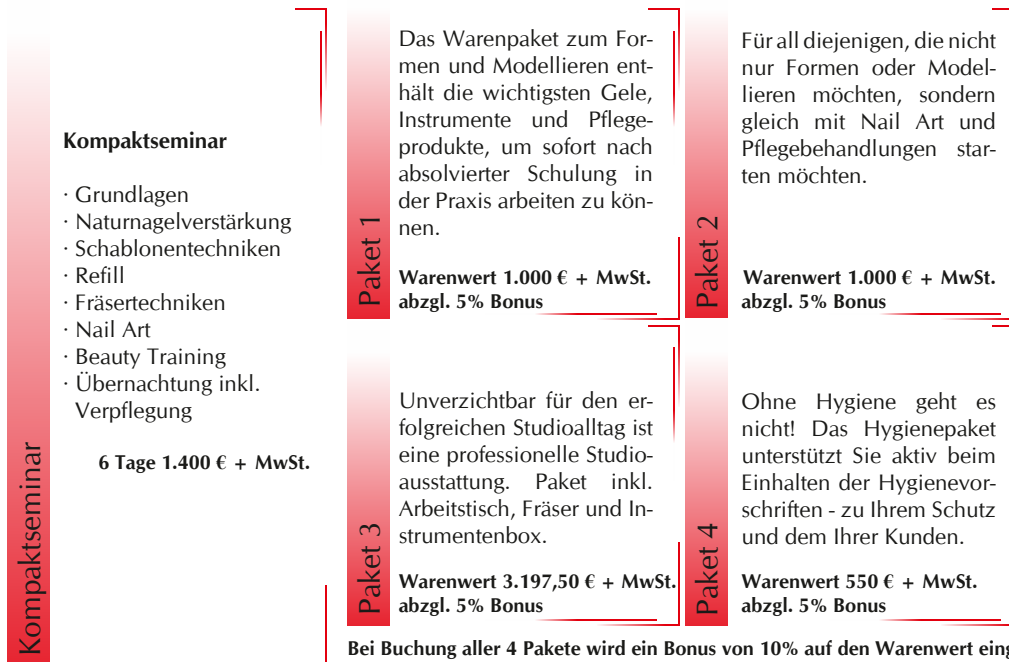 Kompaktseminar
Kompaktseminar
· Grundlagen
· Naturnagelverstärkung
· Schablonentechniken
· Refill
· Fräsertechniken
· Nail Art
· Beauty Training
· Übernachtung inkl.
Verpflegung
6 Tage 1.400 € + MwSt.
Paket 1
Das Warenpaket zum For-
men und Modellieren ent-
hält die wichtigsten Gele,
Instrumente und Pflege-
produkte, um sofort nach
absolvierter Schulung in
der Praxis arbeiten zu kön-
nen.
Warenwert 1.000 € + MwSt.
abzgl. 5% Bonus
Paket 2
Für all diejenigen, die nicht
nur Formen oder Model-
lieren möchten, sondern
gleich mit Nail Art und
Pflegebehandlungen star-
ten möchten.
Warenwert 1.000 € + MwSt.
abzgl. 5% Bonus
Paket 3
Unverzichtbar für den er-
folgreichen Studioalltag ist
eine professionelle Studio-
ausstattung. Paket inkl.
Arbeitstisch, Fräser und In-
strumentenbox.
Warenwert 3.197,50 € + MwSt.
abzgl. 5% Bonus
Paket 4
Ohne Hygiene geht es
nicht! Das Hygienepaket
unterstützt Sie aktiv beim
Einhalten der Hygienevor-
schriften - zu Ihrem Schutz
und dem Ihrer Kunden.
Warenwert 550 € + MwSt.
abzgl. 5% Bonus
Bei Buchung aller 4 Pakete wird ein Bonus von 10% auf den Warenwert